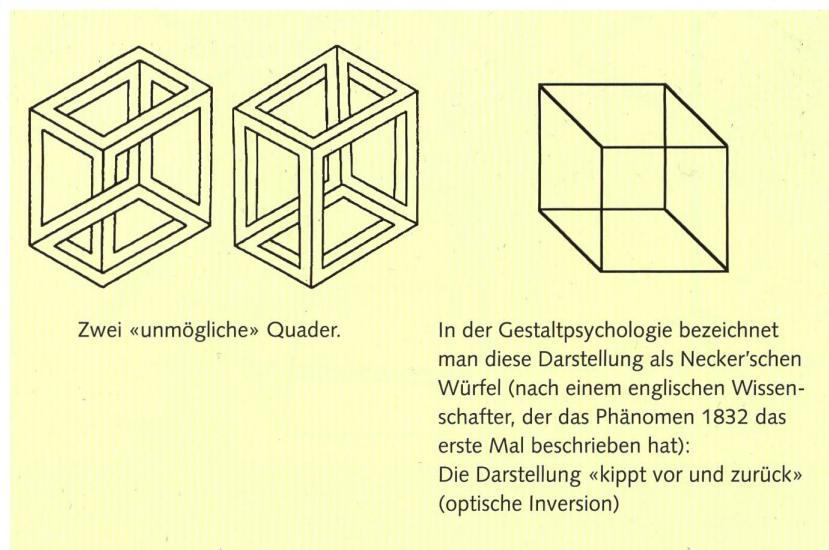 Zwei «unmögliche» Quader.
In der Gestaltpsychologie bezeichnet
man diese Darstellung als Necker'schen
Würfel (nach einem englischen Wissen-
schafter, der das Phänomen 1832 das
erste Mal beschrieben hat):
Die Darstellung «kippt vor und zurück»
(optische Inversion)